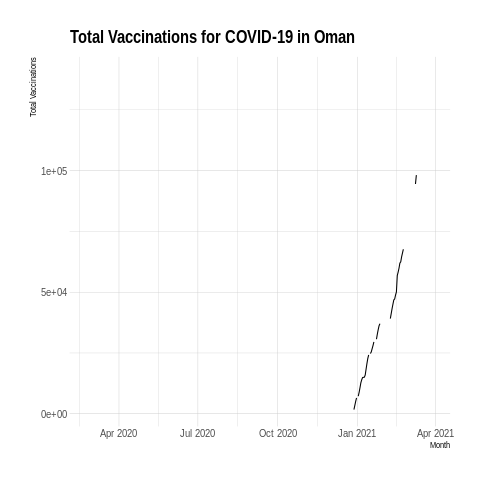 Total Vaccinations for COVID-19 in Oman
Total Vaccinations
1e+05
5e+04
0e+00
Apr 2020
Jul 2020
Oct 2020
Jan 2021
Apr 2021
Month